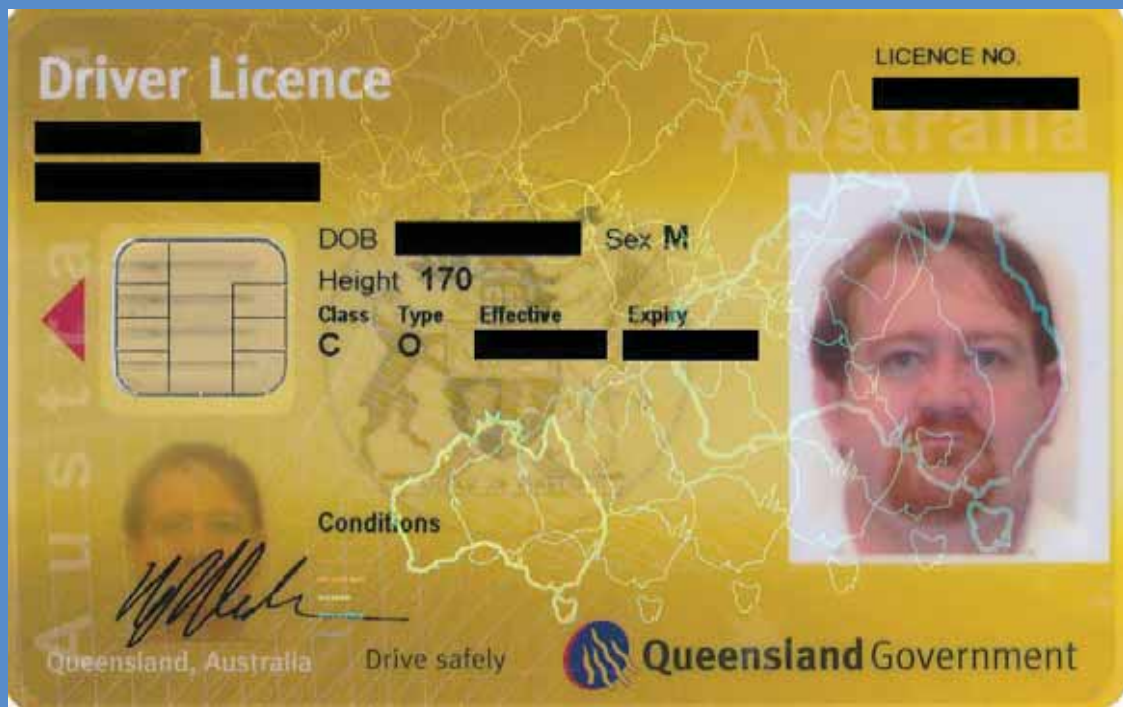 Driver Licence
LICENCE NO.
Australia
DOB Sex M
Height 170
Class Type Effective Expiry
C O
Conditions
Australia
Queensland, Australia
Drive safely
Queensland Government